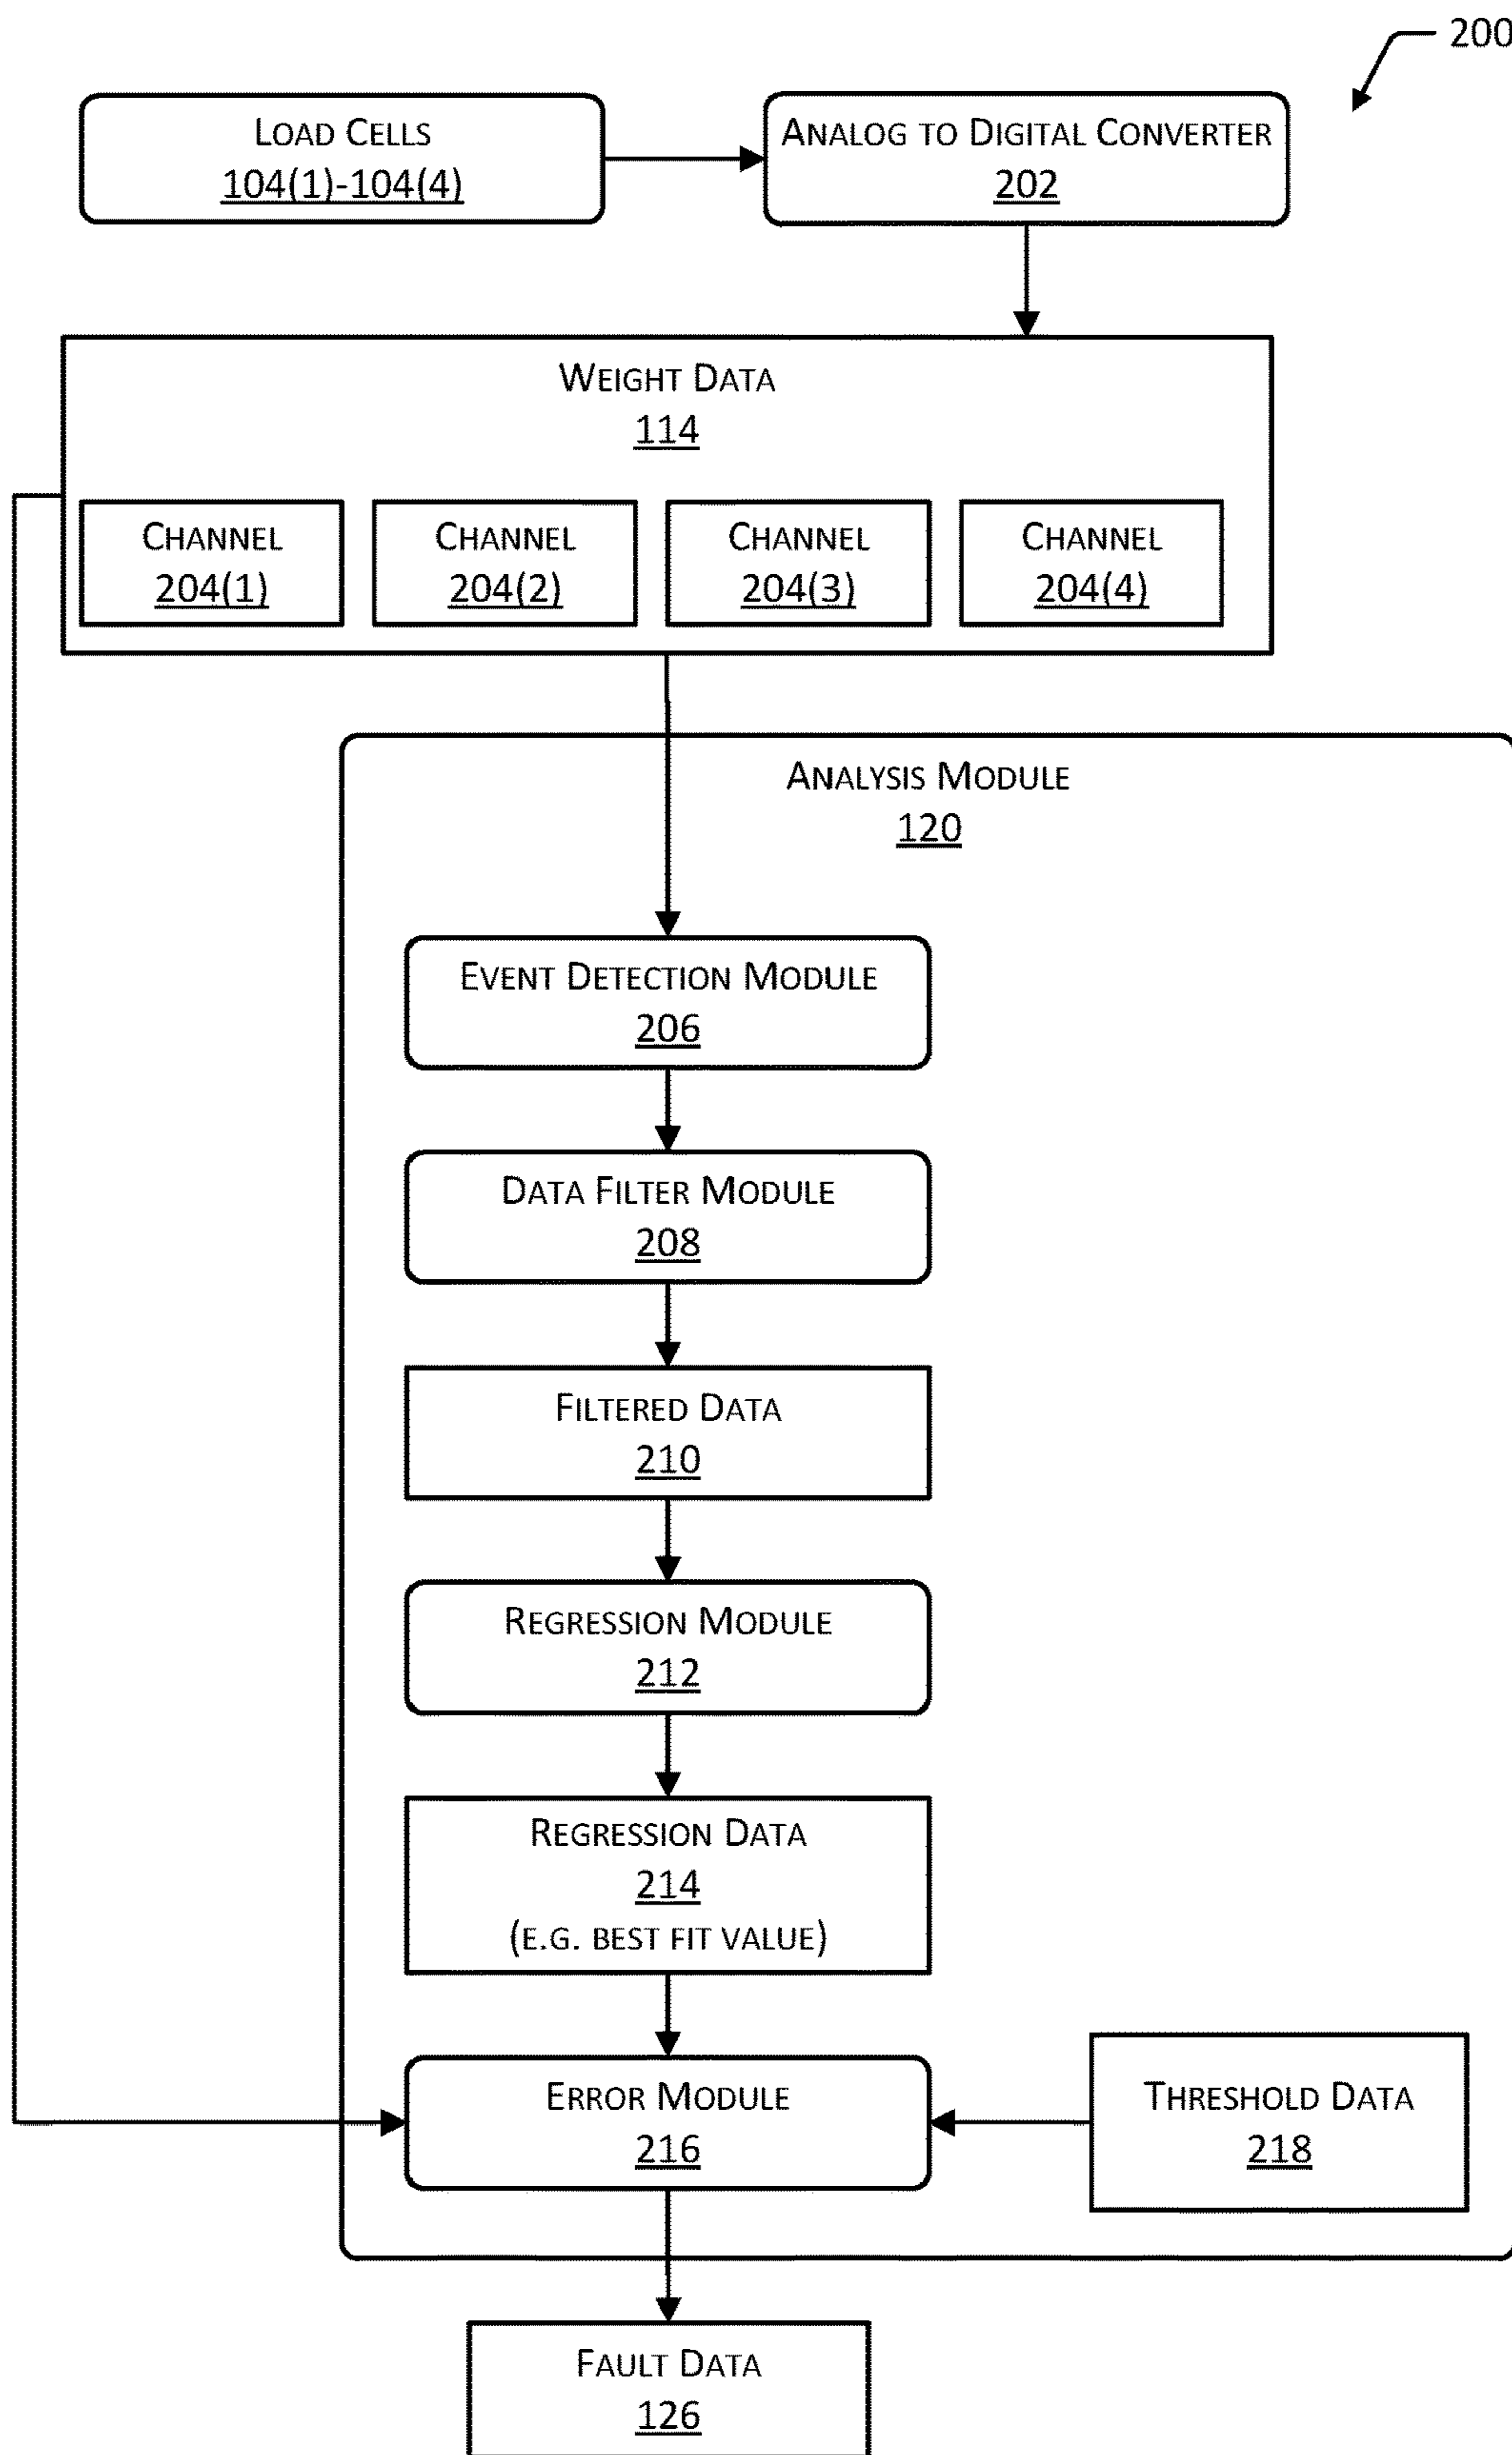 200
LOAD CELLS
104(1)-104(4)
ANALOG TO DIGITAL CONVERTER
202
WEIGHT DATA
114
CHANNEL
204(1)
CHANNEL
204(2)
CHANNEL
204(3)
CHANNEL
204(4)
ANALYSIS MODULE
120
EVENT DETECTION MODULE
206
DATA FILTER MODULE
208
FILTERED DATA
210
REGRESSION MODULE
212
REGRESSION DATA
214
(E.G. BEST FIT VALUE)
ERROR MODULE
216
THRESHOLD DATA
218
FAULT DATA
126